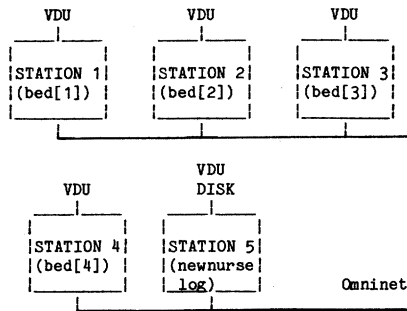 VDU VDU VDU
STATION 1 STATION 2 STATION 3
(bed[1]) (bed[2]) (bed[3])
VDU
VDU DISK
STATION 4 STATION 5
(bed[4]) (newnurse
log) Omninet